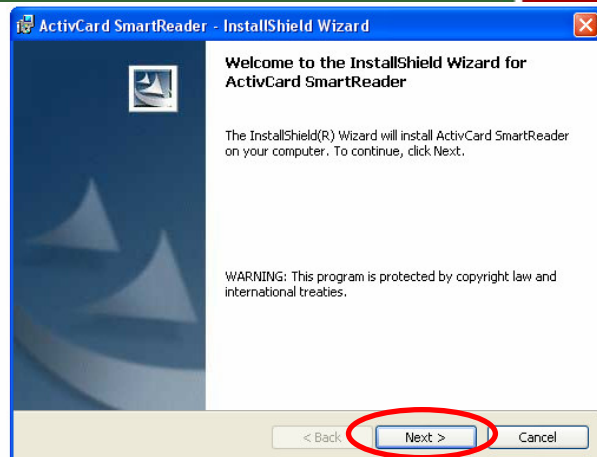 ActivCard SmartReader - InstallShield Wizard
Welcome to the InstallShield Wizard for
ActivCard SmartReader
The InstallShield(R) Wizard will install ActivCard SmartReader
on your computer. To continue, click Next.
WARNING: This program is protected by copyright law and
international treaties.
< Back
Next >
Cancel